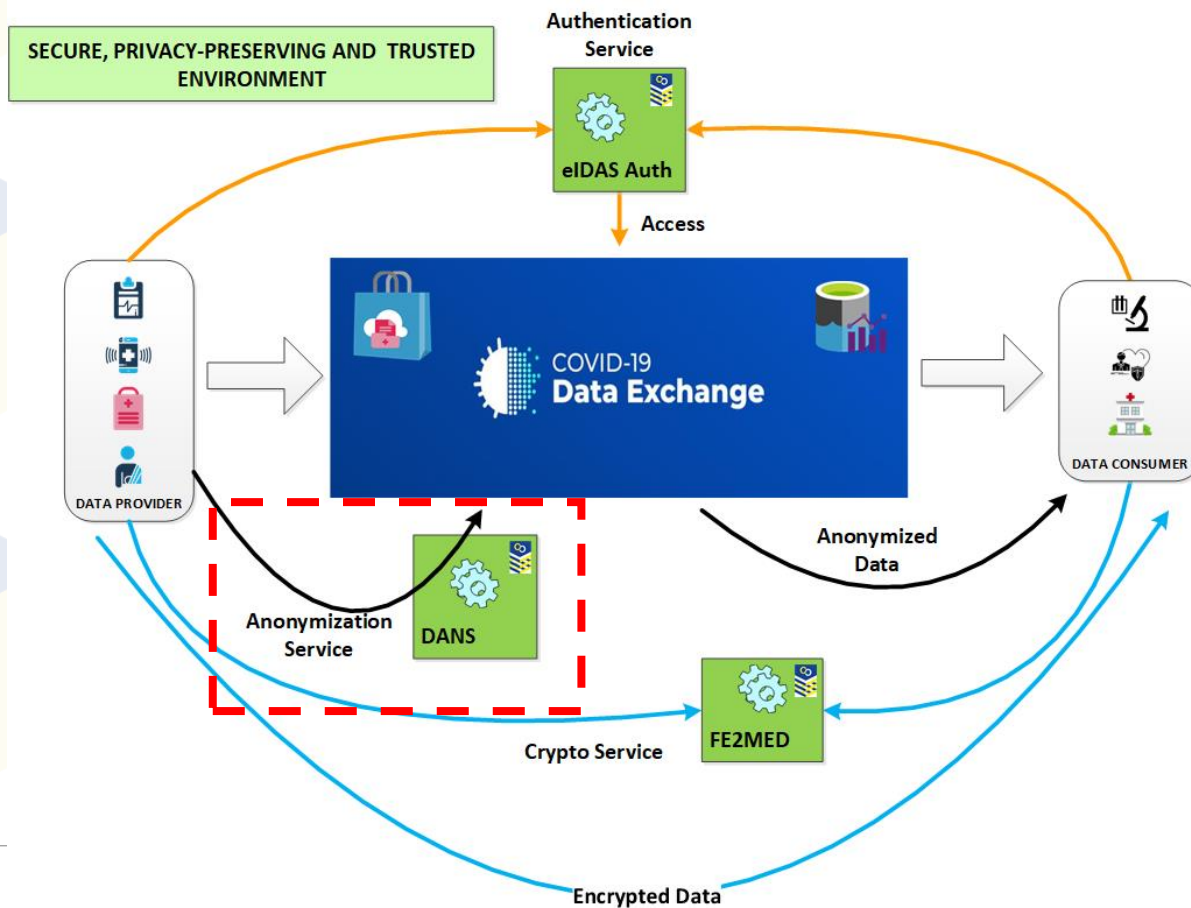 SECURE, PRIVACY-PRESERVING AND TRUSTED
ENVIRONMENT
Authentication
Service
eIDAS Auth
Access
COVID-19
Data Exchange
DATA PROVIDER
DATA CONSUMER
Anonymized
Data
Anonymization
Service
DANS
FE2MED
Crypto Service
Encrypted Data